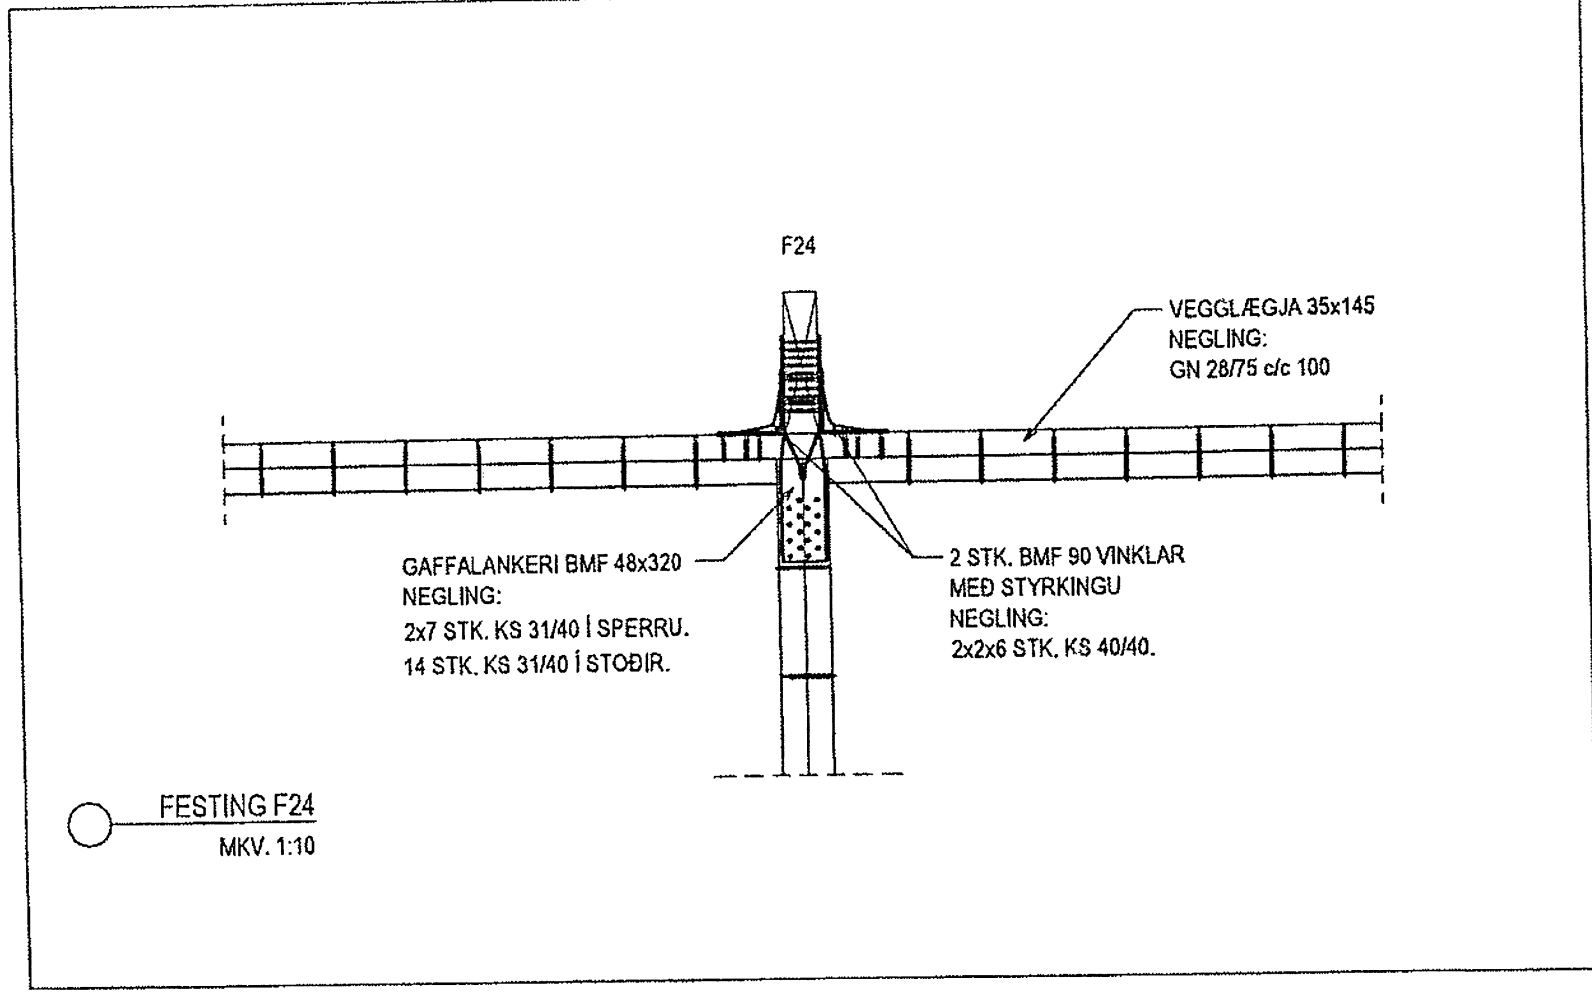 F24
VEGGLÆGJA 35x145
NEGLING:
GN 28/75 c/c 100
GAFFALANKERI BMF 48x320
NEGLING:
2x7 STK. KS 31/40 Í SPERRU.
14 STK. KS 31/40 Í STOÐIR.
2 STK. BMF 90 VINKLAR
MEÐ STYRKINGU
NEGLING:
2x2x6 STK. KS 40/40.
FESTING F24
MKV. 1:10